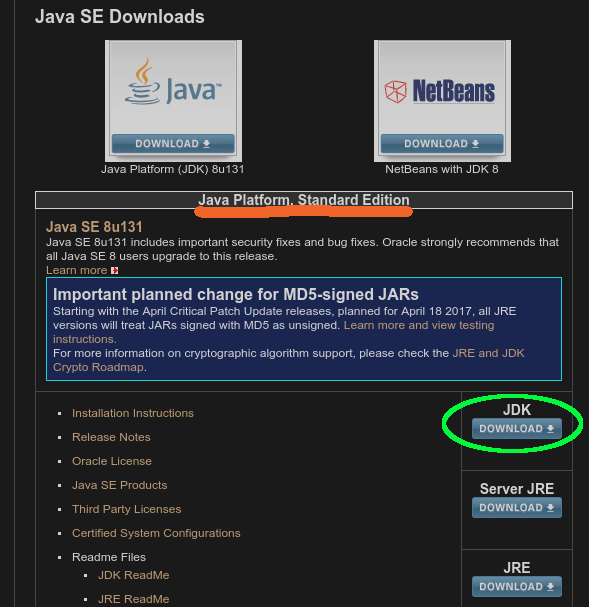 Java SE Downloads
Java™
NetBeans
DOWNLOAD
DOWNLOAD
Java Platform (JDK) 8u131
NetBeans with JDK 8
Java Platform, Standard Edition
Java SE 8u131
Java SE 8u131 includes important security fixes and bug fixes. Oracle strongly recommends that
all Java SE 8 users upgrade to this release.
Learn more
Important planned change for MD5-signed JARs
Starting with the April Critical Patch Update releases, planned for April 18 2017, all JRE
versions will treat JARs signed with MD5 as unsigned. Learn more and view testing
instructions.
For more information on cryptographic algorithm support, please check the JRE and JDK
Crypto Roadmap.
Installation Instructions
Release Notes
Oracle License
Java SE Products
Third Party Licenses
Certified System Configurations
Readme Files
JDK ReadMe
JRE ReadMe
JDK
DOWNLOAD
Server JRE
DOWNLOAD
JRE
DOWNLOAD